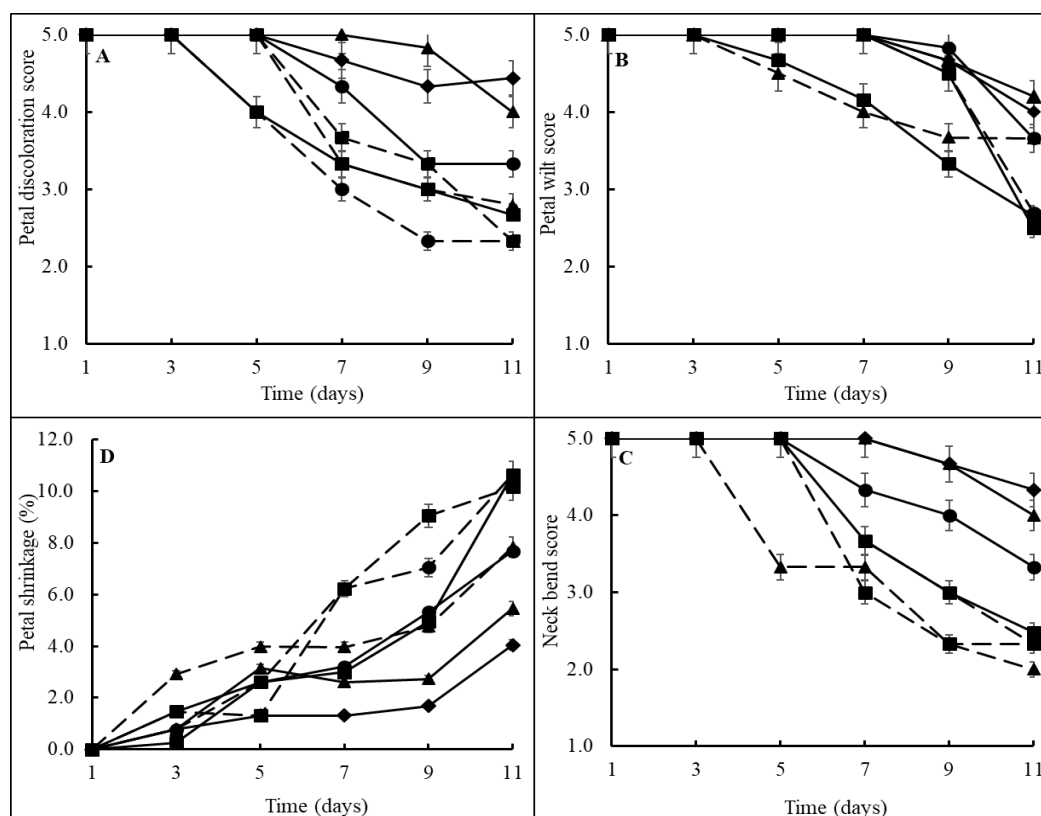 A
Petal discoloration score
5.0
4.0
3.0
2.0
1.0
1 3 5 7 9 11
Time (days)
B
Petal wilt score
5.0
4.0
3.0
2.0
1.0
1 3 5 7 9 11
Time (days)
D
Petal shrinkage (%)
12.0
10.0
8.0
6.0
4.0
2.0
0.0
1 3 5 7 9 11
Time (days)
C
Neck bend score
5.0
4.0
3.0
2.0
1.0
1 3 5 7 9 11
Time (days)